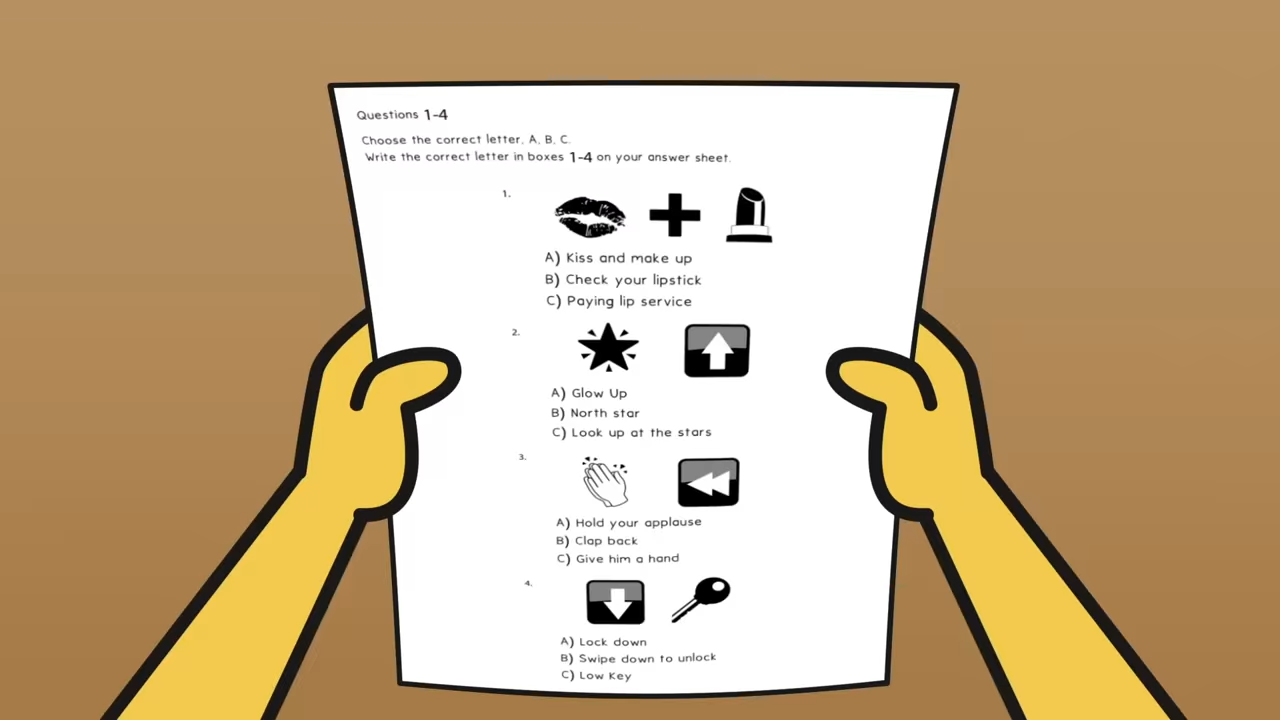 Questions 1-4
Choose the correct letter, A, B, C.
Write the correct letter in boxes 1-4 on your answer sheet.
1.
A) Kiss and make up
B) Check your lipstick
C) Paying lip service
2.
A) Glow Up
B) North star
C) Look up at the stars
3.
A) Hold your applause
B) Clap back
C) Give him a hand
4.
A) Lock down
B) Swipe down to unlock
C) Low Key